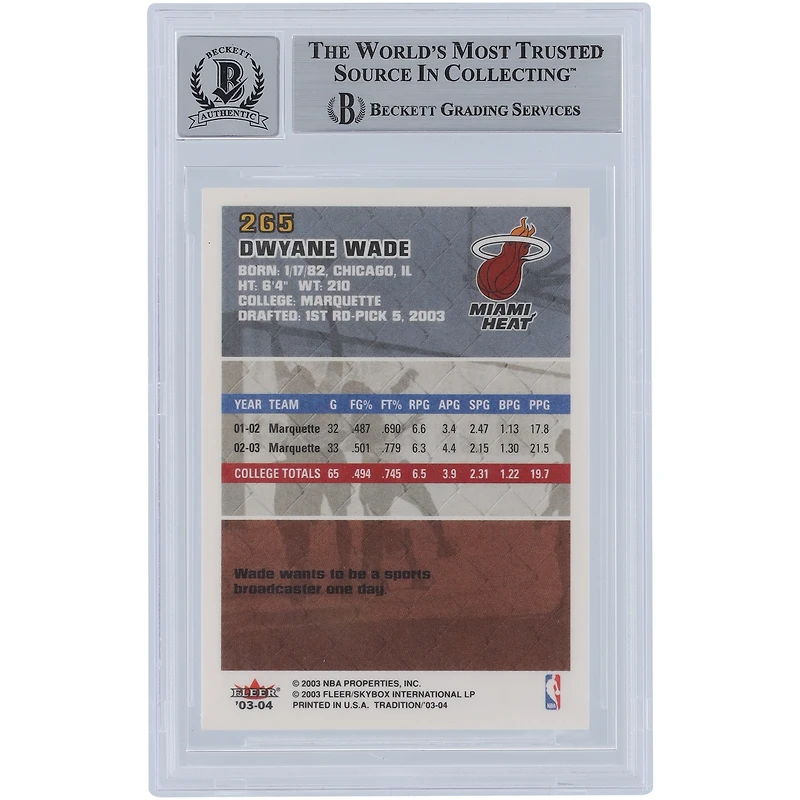 BECKETT
B
AUTHENTIC
THE WORLD'S MOST TRUSTED
SOURCE IN COLLECTING™
B BECKETT GRADING SERVICES
265
DWYANE WADE
BORN: 1/17/82, CHICAGO, IL
HT: 6'4" WT: 210
COLLEGE: MARQUETTE
DRAFTED: 1ST RD-PICK 5, 2003
MIAMI
HEAT
YEAR TEAM G FG% FT% RPG APG SPG BPG PPG
01-02 Marquette 32 .487 .690 6.6 3.4 2.47 1.13 17.8
02-03 Marquette 33 .501 .779 6.3 4.4 2.15 1.30 21.5
COLLEGE TOTALS 65 .494 .745 6.5 3.9 2.31 1.22 19.7
Wade wants to be a sports
broadcaster one day.
FLEER
'03-04
© 2003 NBA PROPERTIES, INC.
© 2003 FLEER/SKYBOX INTERNATIONAL LP
PRINTED IN U.S.A. TRADITION/'03-04
NBA